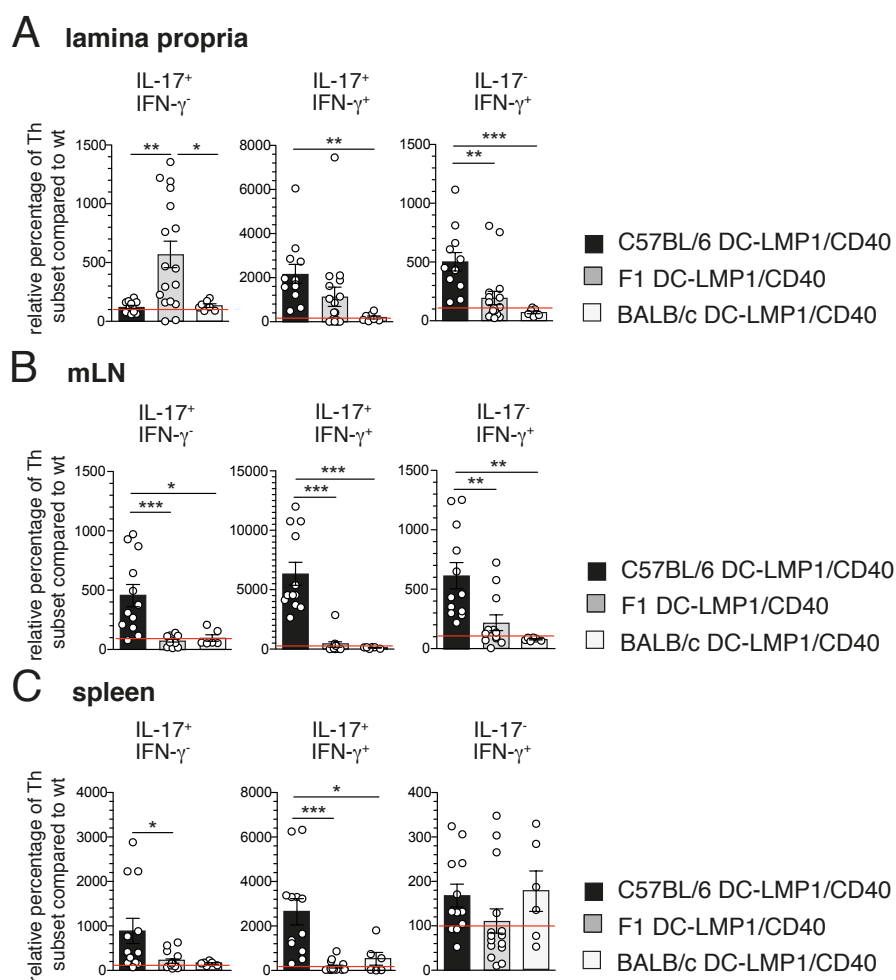 A lamina propria
IL-17⁺ IFN-γ⁻
IL-17⁺ IFN-γ⁺
IL-17⁻ IFN-γ⁺
relative percentage of Th
subset compared to wt
1500
1000
500
0
** *
8000
6000
4000
2000
0
**
1500
1000
500
0
***
**
C57BL/6 DC-LMP1/CD40
F1 DC-LMP1/CD40
BALB/c DC-LMP1/CD40
B mLN
IL-17⁺ IFN-γ⁻
IL-17⁺ IFN-γ⁺
IL-17⁻ IFN-γ⁺
relative percentage of Th
subset compared to wt
1500
1000
500
0
*
***
15000
10000
5000
0
***
***
1500
1000
500
0
**
**
C57BL/6 DC-LMP1/CD40
F1 DC-LMP1/CD40
BALB/c DC-LMP1/CD40
C spleen
IL-17⁺ IFN-γ⁻
IL-17⁺ IFN-γ⁺
IL-17⁻ IFN-γ⁺
relative percentage of Th
subset compared to wt
4000
3000
2000
1000
0
*
8000
6000
4000
2000
0
*
***
400
300
200
100
0
C57BL/6 DC-LMP1/CD40
F1 DC-LMP1/CD40
BALB/c DC-LMP1/CD40